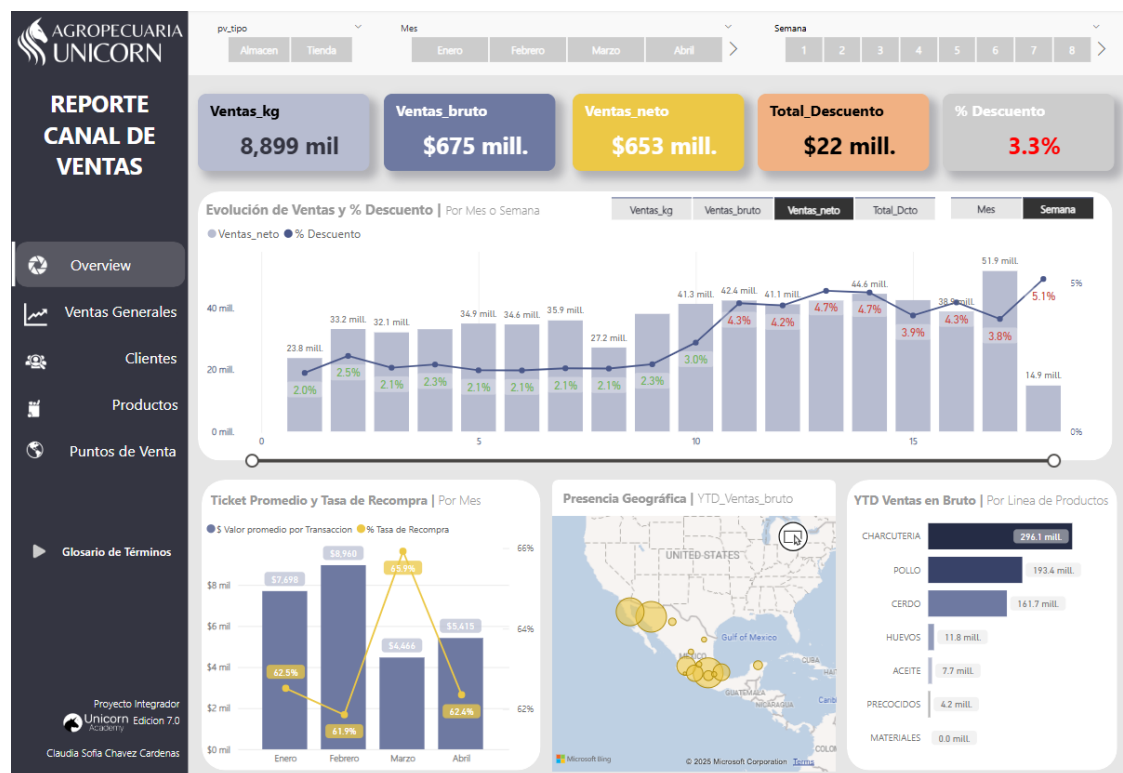 AGROPECUARIA
UNICORN
REPORTE
CANAL DE
VENTAS
Overview
Ventas Generales
Clientes
Productos
Puntos de Venta
Glosario de Términos
Proyecto Integrador
Unicorn Academy Edicion 7.0
Claudia Sofia Chavez Cardenas
pv_tipo
Almacen Tienda
Mes
Enero Febrero Marzo Abril
Semana
1 2 3 4 5 6 7 8
Ventas_kg
8,899 mil
Ventas_bruto
$675 mill.
Ventas_neto
$653 mill.
Total_Descuento
$22 mill.
% Descuento
3.3%
Evolución de Ventas y % Descuento | Por Mes o Semana
Ventas_kg Ventas_bruto Ventas_neto Total_Dcto
Mes Semana
Ventas_neto % Descuento
40 mill.
20 mill.
0 mill.
23.8 mill. 33.2 mill. 32.1 mill. 34.9 mill. 34.6 mill. 35.9 mill. 27.2 mill. 41.3 mill. 42.4 mill. 41.1 mill. 44.6 mill. 38.9 mill. 51.9 mill. 14.9 mill.
2.0% 2.5% 2.1% 2.3% 2.1% 2.1% 2.1% 2.1% 2.3% 3.0% 4.3% 4.2% 4.7% 4.7% 3.9% 4.3% 3.8% 5.1%
5%
0%
0 5 10 15
Ticket Promedio y Tasa de Recompra | Por Mes
$ Valor promedio por Transaccion % Tasa de Recompra
$8 mil
$6 mil
$4 mil
$2 mil
$0 mil
$7,698 $8,960 $4,466 $5,415
62.5% 61.9% 65.9% 62.4%
66%
64%
62%
Enero Febrero Marzo Abril
Presencia Geográfica | YTD_Ventas_bruto
UNITED STATES
Gulf of Mexico
MEXICO
CUBA
GUATEMALA
NICARAGUA
Microsoft Bing
© 2025 Microsoft Corporation Terms
YTD Ventas en Bruto | Por Linea de Productos
CHARCUTERIA 296.1 mill.
POLLO 193.4 mill.
CERDO 161.7 mill.
HUEVOS 11.8 mill.
ACEITE 7.7 mill.
PRECOCIDOS 4.2 mill.
MATERIALES 0.0 mill.